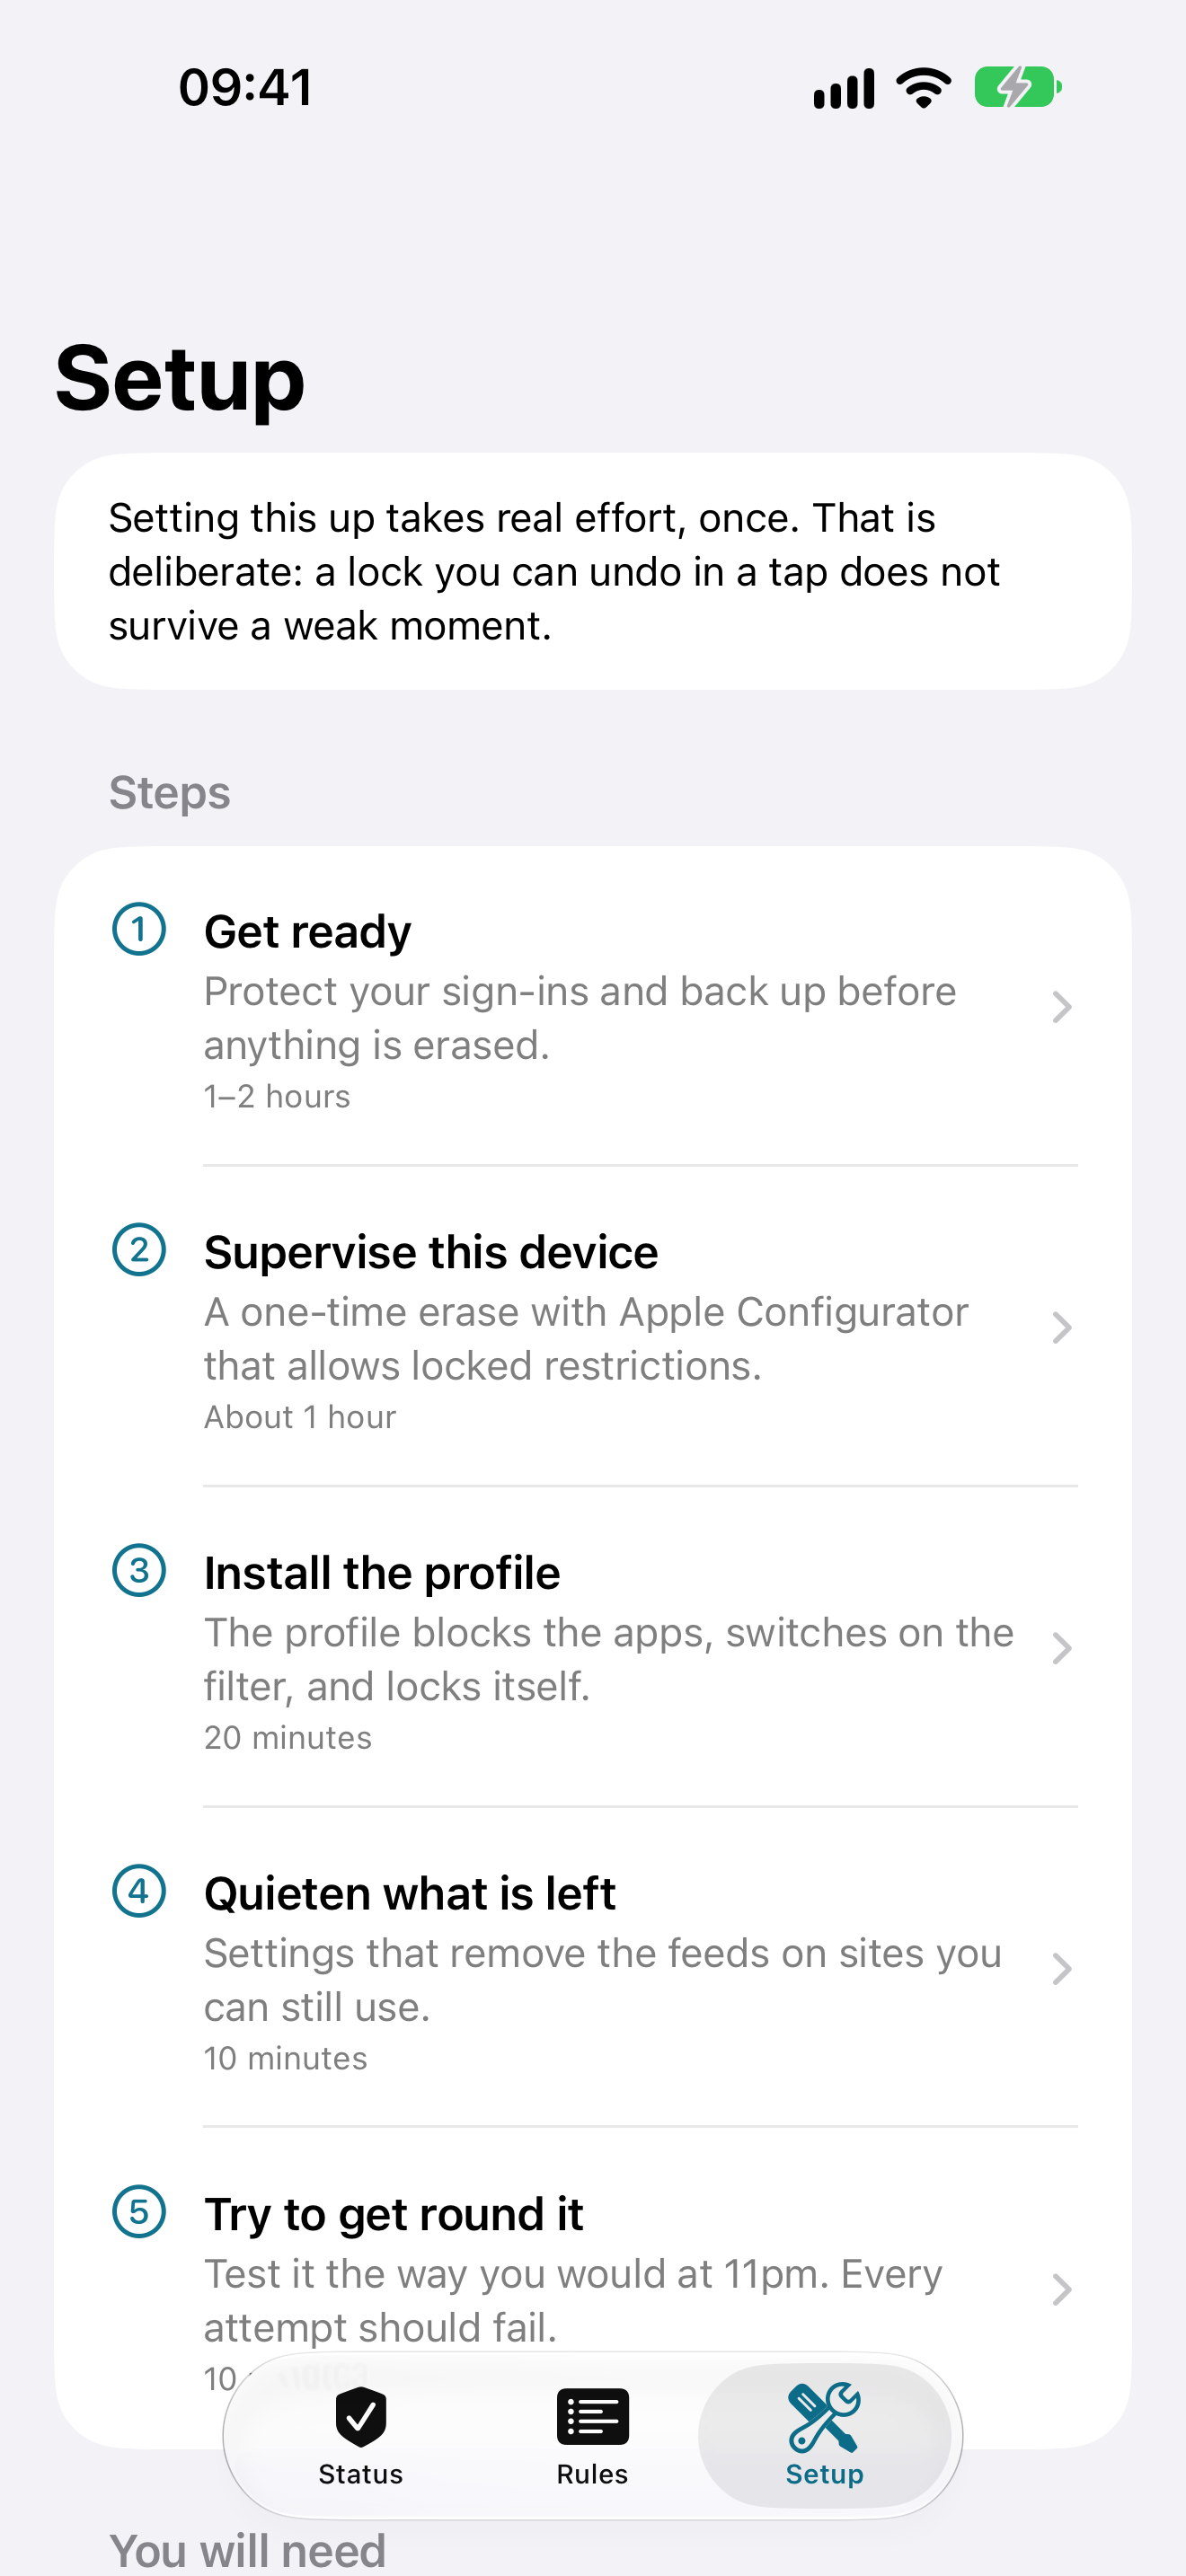 09:41
Setup
Setting this up takes real effort, once. That is
deliberate: a lock you can undo in a tap does not
survive a weak moment.
Steps
1 Get ready
Protect your sign-ins and back up before
anything is erased.
1–2 hours
2 Supervise this device
A one-time erase with Apple Configurator
that allows locked restrictions.
About 1 hour
3 Install the profile
The profile blocks the apps, switches on the
filter, and locks itself.
20 minutes
4 Quieten what is left
Settings that remove the feeds on sites you
can still use.
10 minutes
5 Try to get round it
Test it the way you would at 11pm. Every
attempt should fail.
10
Status Rules Setup
You will need